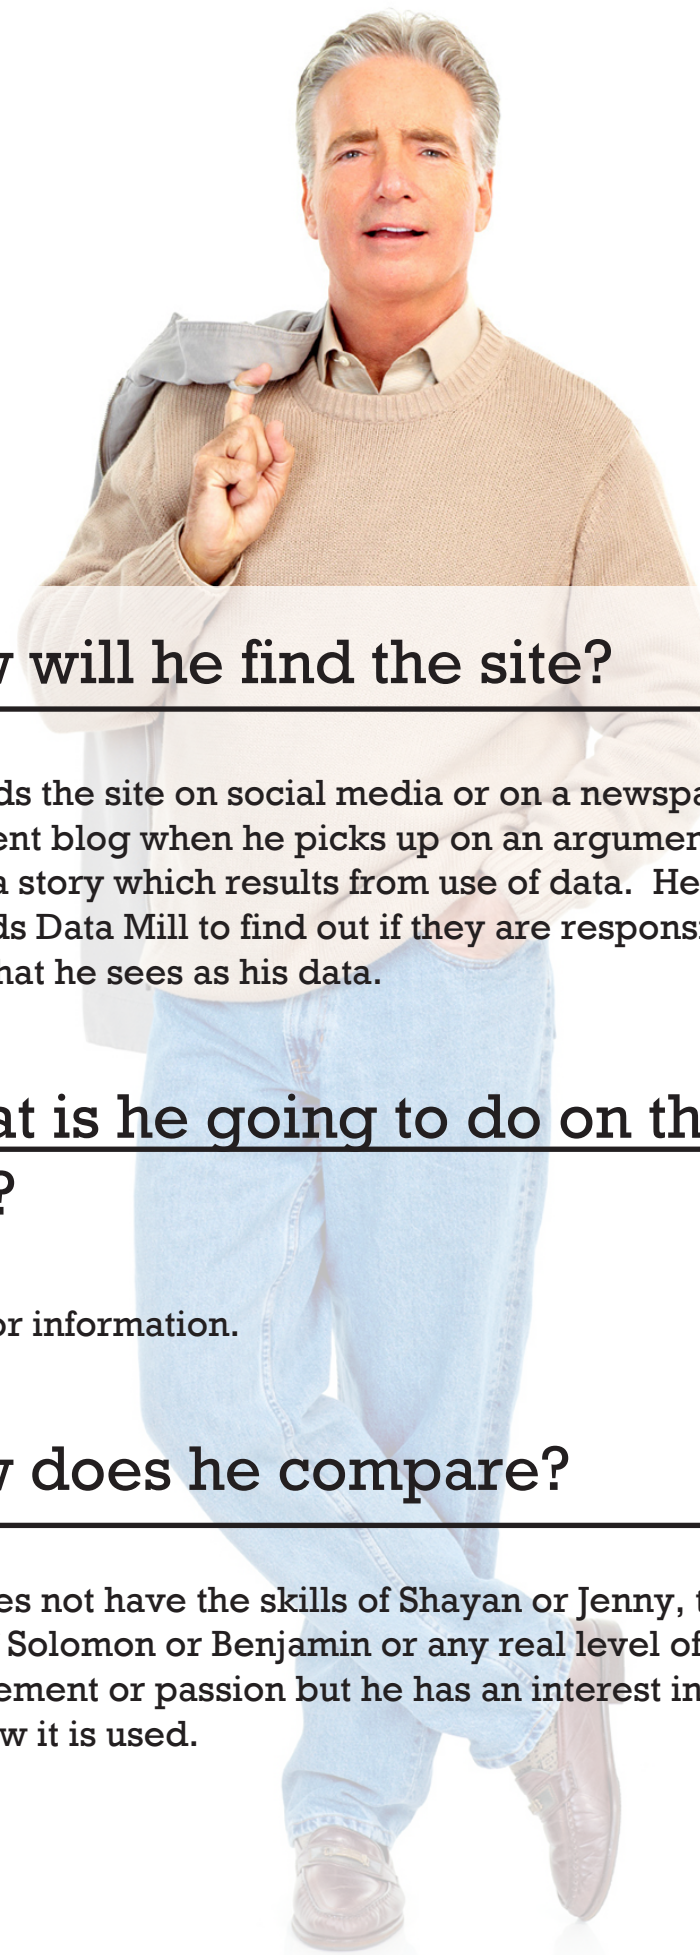 will he find the site?
ds the site on social media or on a newspa
ent blog when he picks up on an argumen
a story which results from use of data. He
ds Data Mill to find out if they are respons
hat he sees as his data.
at is he going to do on th
?
or information.
does he compare?
es not have the skills of Shayan or Jenny, t
Solomon or Benjamin or any real level of
ement or passion but he has an interest in
w it is used.